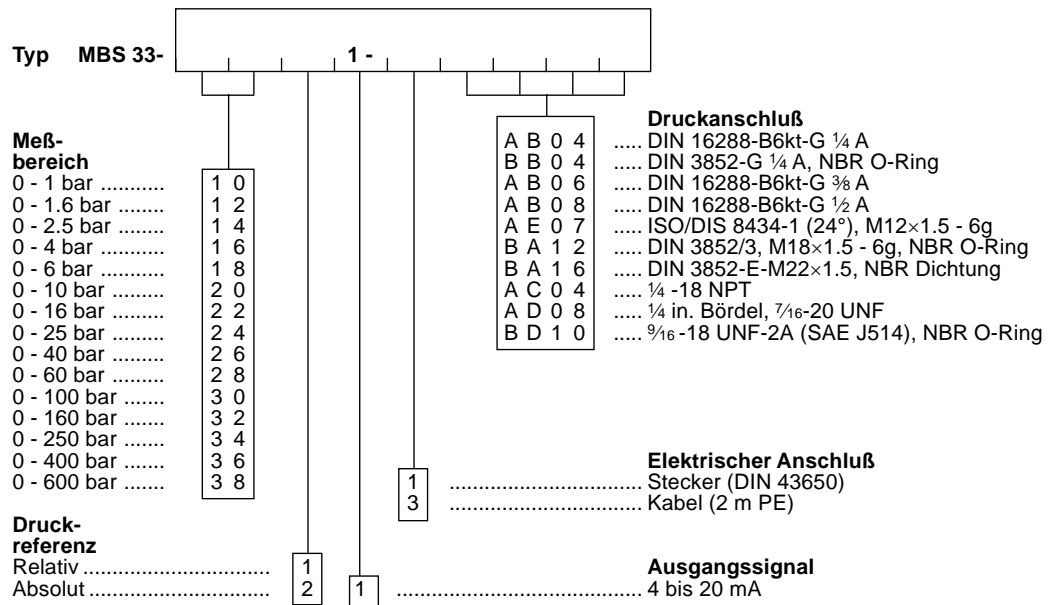 Typ MBS 33- 1 -
Druckanschluß
A B 0 4 ..... DIN 16288-B6kt-G ¼ A
B B 0 4 ..... DIN 3852-G ¼ A, NBR O-Ring
A B 0 6 ..... DIN 16288-B6kt-G ⅜ A
A B 0 8 ..... DIN 16288-B6kt-G ½ A
A E 0 7 ..... ISO/DIS 8434-1 (24°), M12×1.5 - 6g
B A 1 2 ..... DIN 3852/3, M18×1.5 - 6g, NBR O-Ring
B A 1 6 ..... DIN 3852-E-M22×1.5, NBR Dichtung
A C 0 4 ..... ¼ -18 NPT
A D 0 8 ..... ¼ in. Bördel, 7⁄16-20 UNF
B D 1 0 ..... 9⁄16 -18 UNF-2A (SAE J514), NBR O-Ring
Meß-
bereich
0 - 1 bar ........... 1 0
0 - 1.6 bar ........ 1 2
0 - 2.5 bar ........ 1 4
0 - 4 bar ........... 1 6
0 - 6 bar ........... 1 8
0 - 10 bar ......... 2 0
0 - 16 bar ......... 2 2
0 - 25 bar ......... 2 4
0 - 40 bar ......... 2 6
0 - 60 bar ......... 2 8
0 - 100 bar ....... 3 0
0 - 160 bar ....... 3 2
0 - 250 bar ....... 3 4
0 - 400 bar ....... 3 6
0 - 600 bar ....... 3 8
Elektrischer Anschluß
1 ................................. Stecker (DIN 43650)
3 ................................. Kabel (2 m PE)
Druck-
referenz
Relativ ................................ 1
Absolut ............................... 2
Ausgangssignal
1 .......................................... 4 bis 20 mA